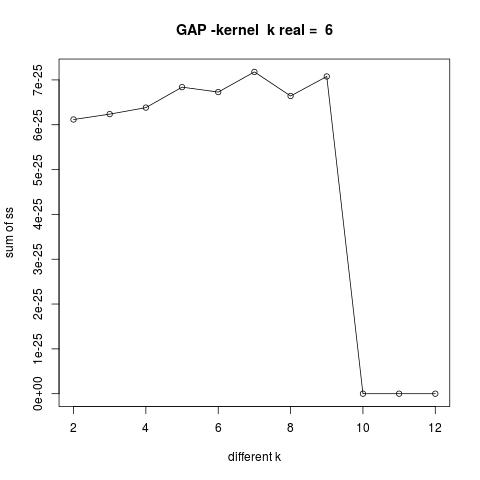 GAP -kernel  k real =  6
sum of ss
7e-25
6e-25
5e-25
4e-25
3e-25
2e-25
1e-25
0e+00
2 4 6 8 10 12
different k